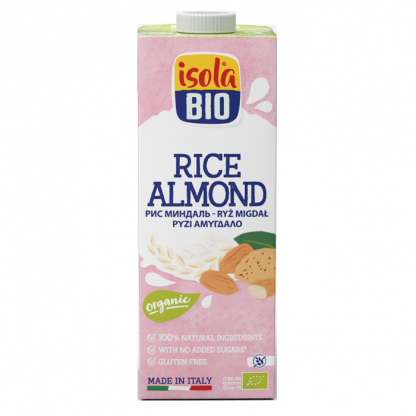 isola
BIO
RICE
ALMOND
РИС МИНДАЛЬ - RYŻ MIGDAŁ
ΡΥΖΙ ΑΜΥΓΔΑΛΟ
organic
100% NATURAL INGREDIENTS
WITH NO ADDED SUGARS*
GLUTEN FREE
MADE IN ITALY